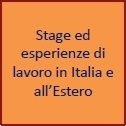 Stage ed
esperienze di
lavoro in Italia e
all’Estero